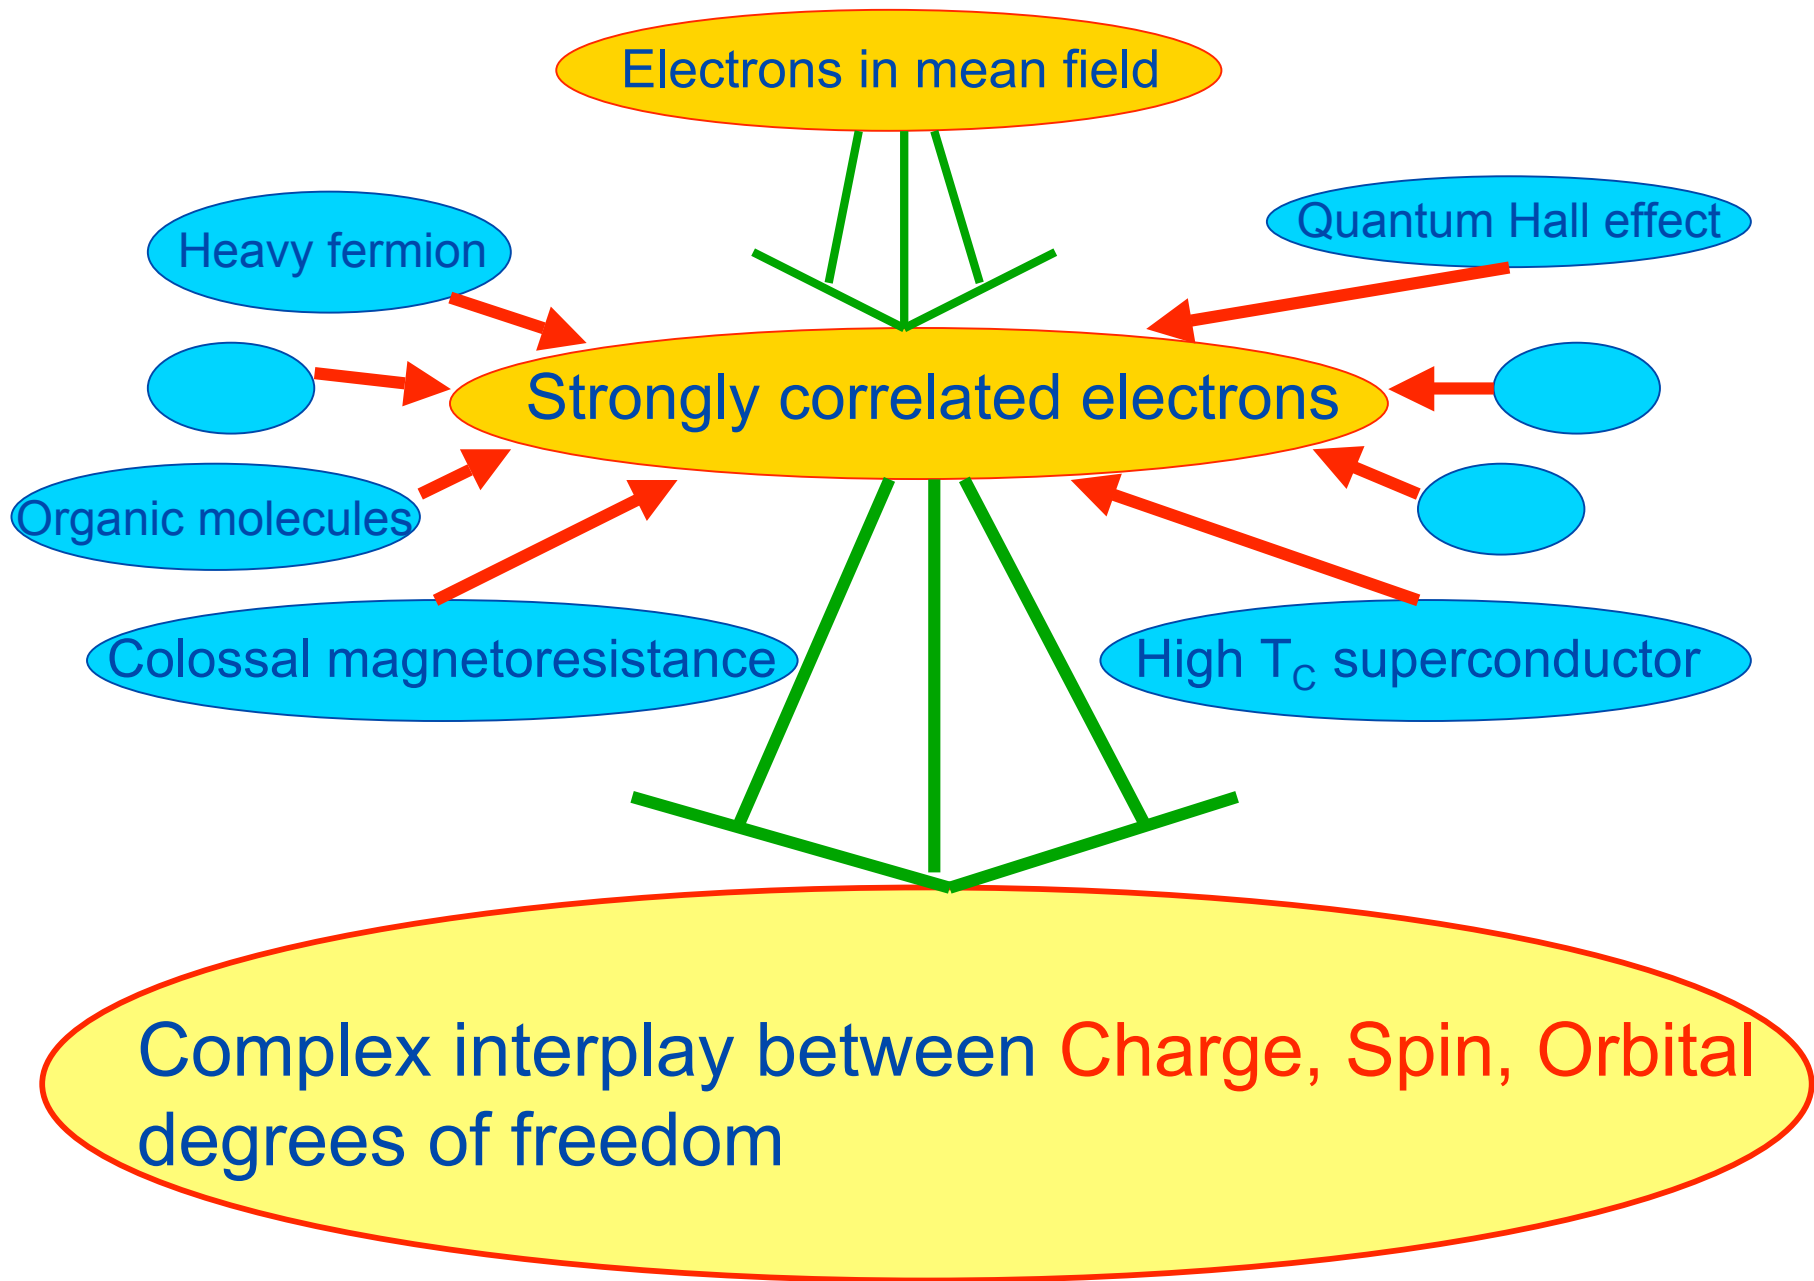 Electrons in mean field
Heavy fermion
Quantum Hall effect
Strongly correlated electrons
Organic molecules
Colossal magnetoresistance
High T_C superconductor
Complex interplay between Charge, Spin, Orbital
degrees of freedom